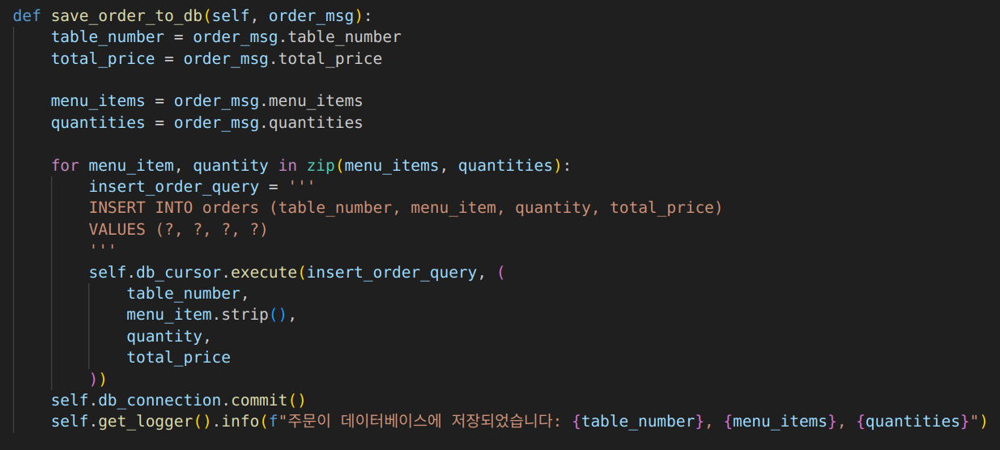 def save_order_to_db(self, order_msg):
    table_number = order_msg.table_number
    total_price = order_msg.total_price

    menu_items = order_msg.menu_items
    quantities = order_msg.quantities

    for menu_item, quantity in zip(menu_items, quantities):
        insert_order_query = '''
        INSERT INTO orders (table_number, menu_item, quantity, total_price)
        VALUES (?, ?, ?, ?)
        '''
        self.db_cursor.execute(insert_order_query, (
            table_number,
            menu_item.strip(),
            quantity,
            total_price
        ))
    self.db_connection.commit()
    self.get_logger().info(f"주문이 데이터베이스에 저장되었습니다: {table_number}, {menu_items}, {quantities}")